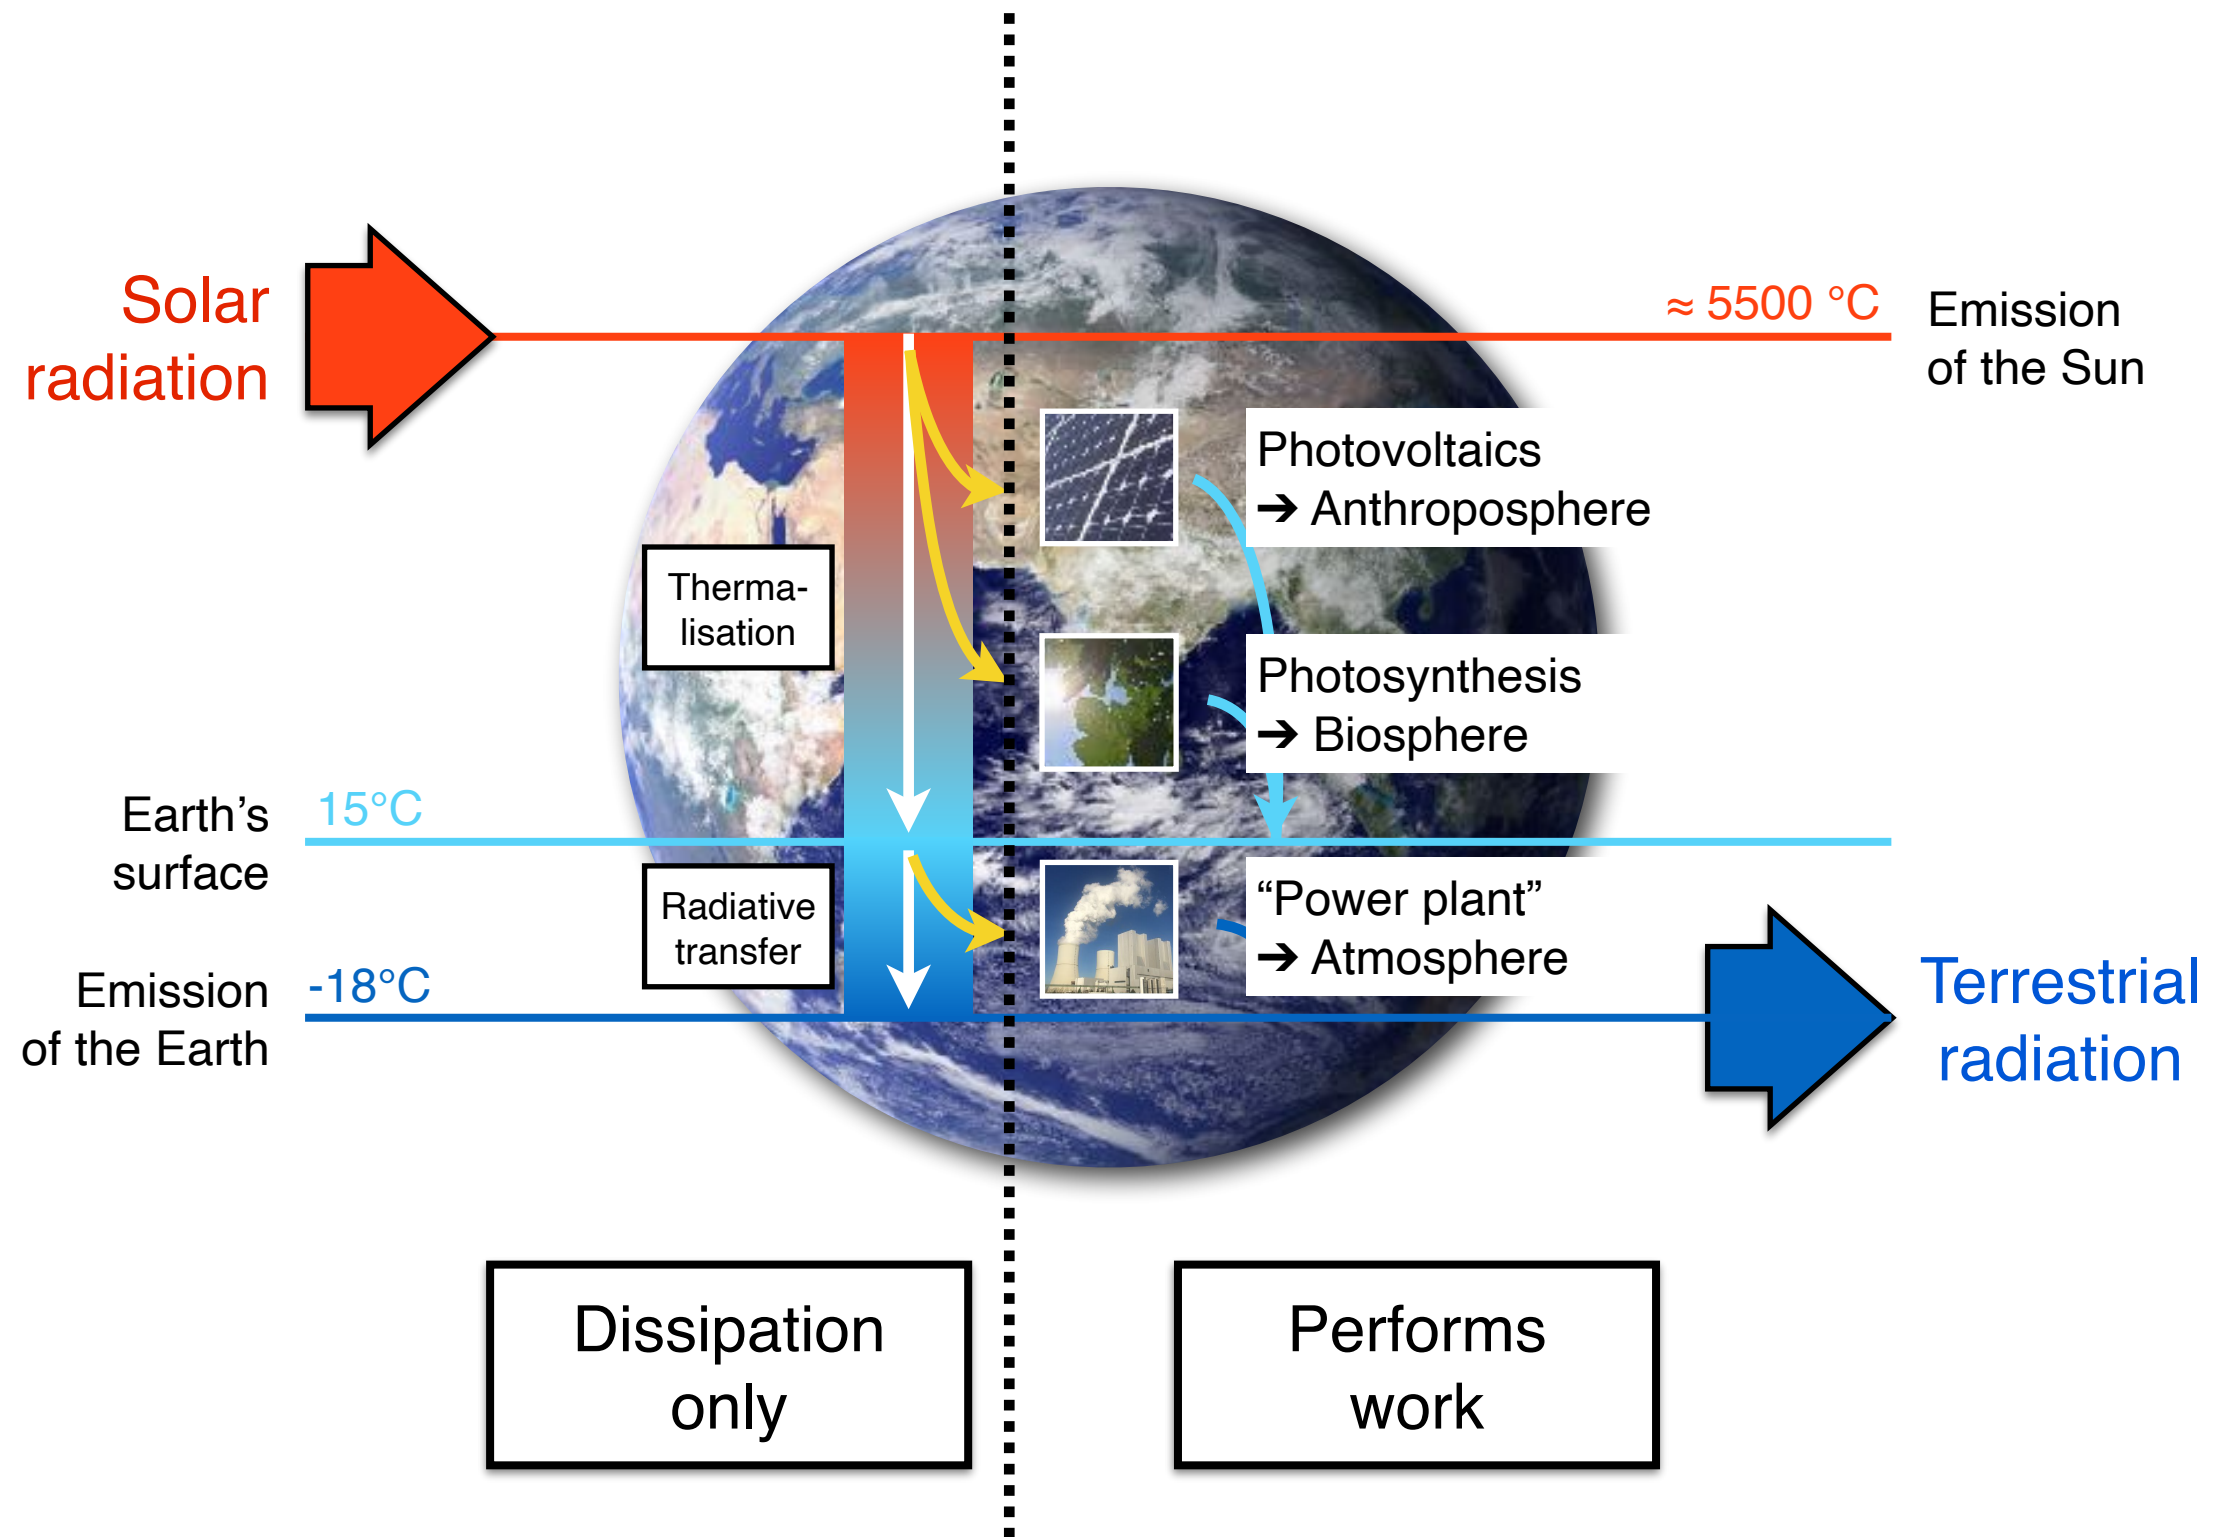 Solar
radiation
≈ 5500 °C
Emission
of the Sun
Photovoltaics
➔ Anthroposphere
Therma-
lisation
Photosynthesis
➔ Biosphere
Earth’s
surface
15°C
Radiative
transfer
“Power plant”
➔ Atmosphere
Emission
of the Earth
-18°C
Terrestrial
radiation
Dissipation
only
Performs
work